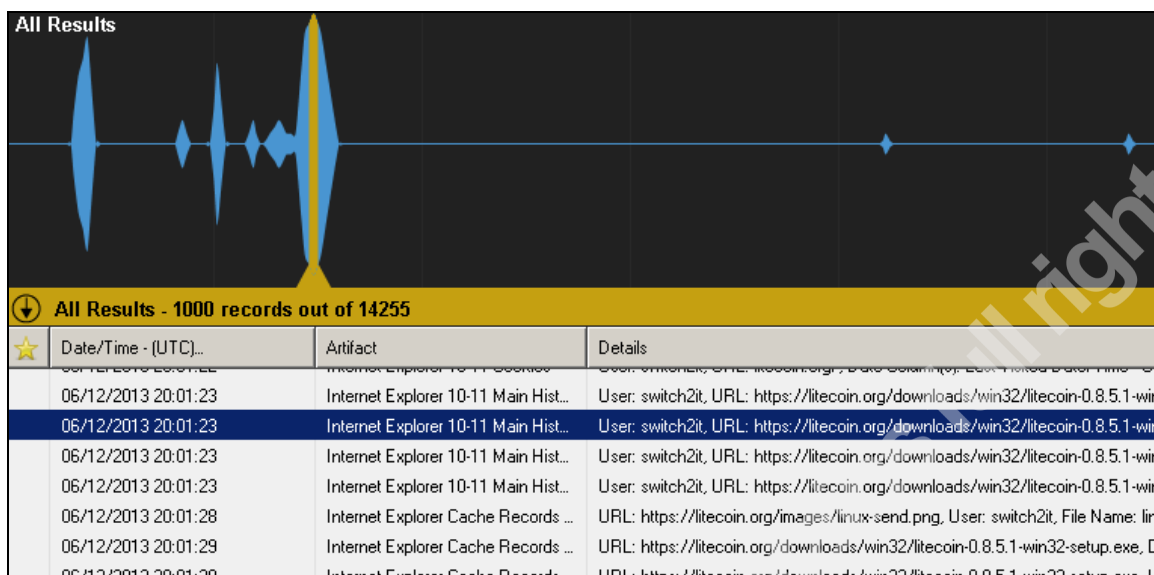 All Results
All Results - 1000 records out of 14255
Date/Time - (UTC)... Artifact Details
06/12/2013 20:01:23 Internet Explorer 10-11 Main Hist... User: switch2it, URL: https://litecoin.org/downloads/win32/litecoin-0.8.5.1-wi
06/12/2013 20:01:23 Internet Explorer 10-11 Main Hist... User: switch2it, URL: https://litecoin.org/downloads/win32/litecoin-0.8.5.1-wi
06/12/2013 20:01:23 Internet Explorer 10-11 Main Hist... User: switch2it, URL: https://litecoin.org/downloads/win32/litecoin-0.8.5.1-wi
06/12/2013 20:01:23 Internet Explorer 10-11 Main Hist... User: switch2it, URL: https://litecoin.org/downloads/win32/litecoin-0.8.5.1-wi
06/12/2013 20:01:28 Internet Explorer Cache Records ... URL: https://litecoin.org/images/linux-send.png, User: switch2it, File Name: lin
06/12/2013 20:01:29 Internet Explorer Cache Records ... URL: https://litecoin.org/downloads/win32/litecoin-0.8.5.1-win32-setup.exe, D
full right